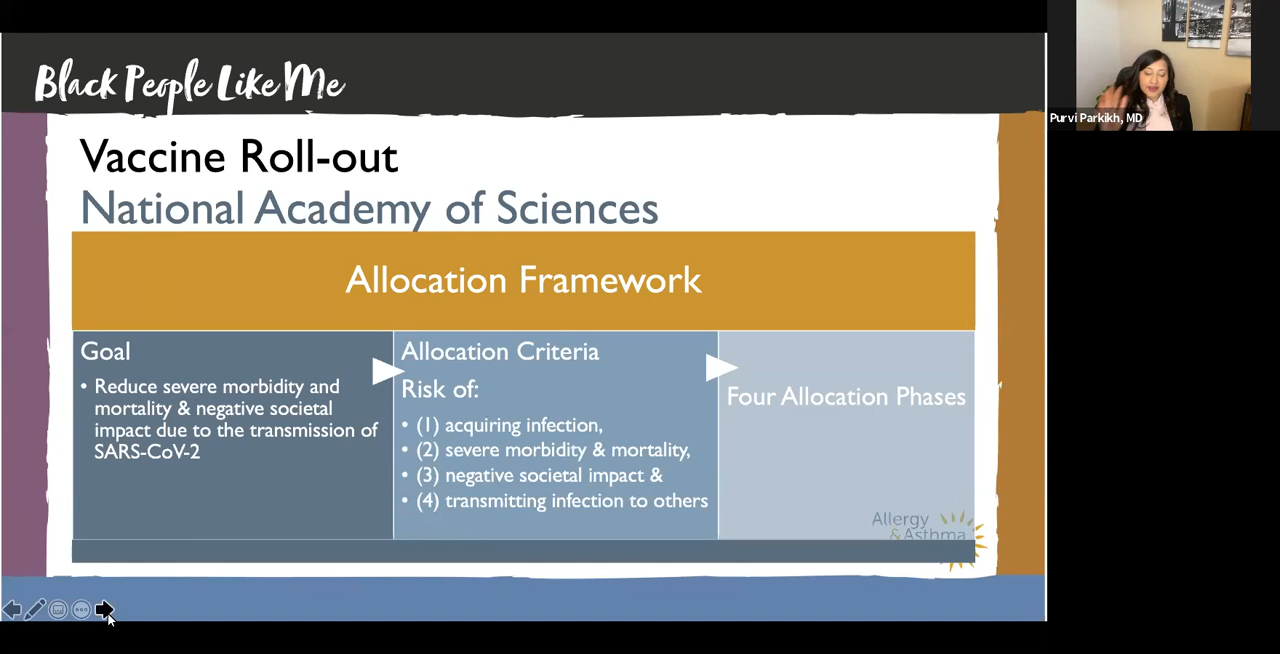 Black People Like Me
Purvi Parkikh, MD
Vaccine Roll-out
National Academy of Sciences
Allocation Framework
Goal
• Reduce severe morbidity and
mortality & negative societal
impact due to the transmission of
SARS-CoV-2
Allocation Criteria
Risk of:
• (1) acquiring infection,
• (2) severe morbidity & mortality,
• (3) negative societal impact &
• (4) transmitting infection to others
Four Allocation Phases
Allergy
& Asthma